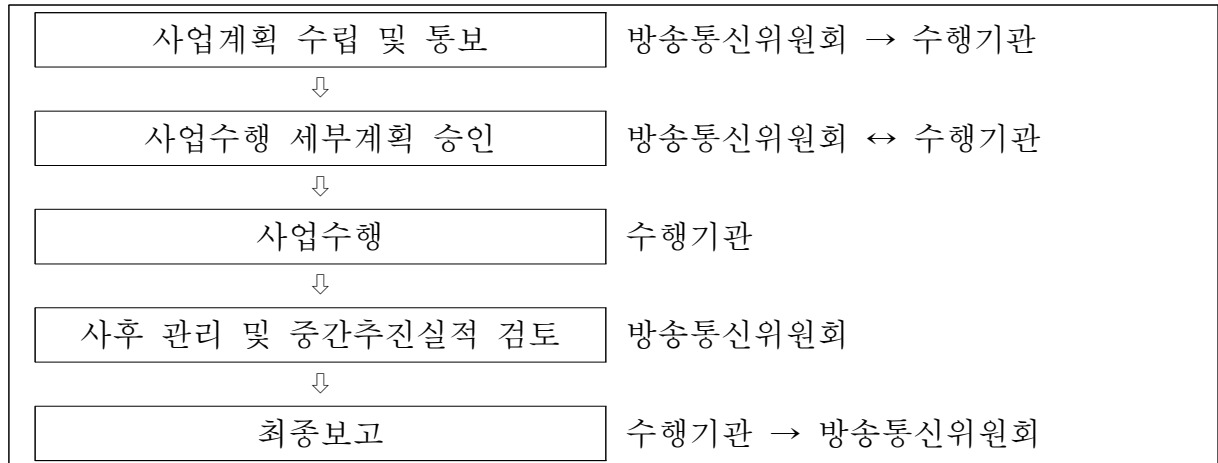 사업계획 수립 및 통보 방송통신위원회 → 수행기관
⇩
사업수행 세부계획 승인 방송통신위원회 ↔ 수행기관
⇩
사업수행 수행기관
⇩
사후 관리 및 중간추진실적 검토 방송통신위원회
⇩
최종보고 수행기관 → 방송통신위원회